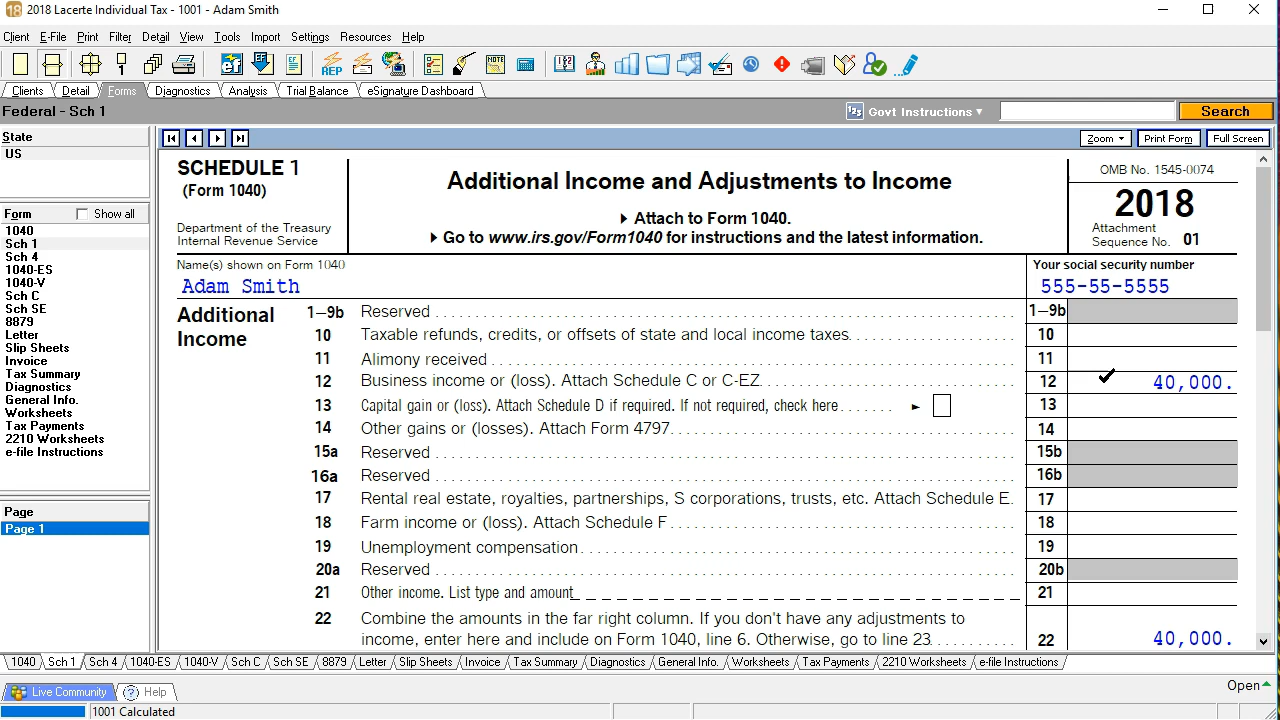 18 2018 Lacerte Individual Tax - 1001 - Adam Smith
Client E-File Print Filter Detail View Tools Import Settings Resources Help
Clients Detail Forms Diagnostics Analysis Trial Balance eSignature Dashboard
Federal - Sch 1
Govt Instructions
Search
State
US
Form Show all
1040
Sch 1
Sch 4
1040-ES
1040-V
Sch C
Sch SE
8879
Letter
Slip Sheets
Invoice
Tax Summary
Diagnostics
General Info.
Worksheets
Tax Payments
2210 Worksheets
e-file Instructions
Page
Page 1
Zoom Print Form Full Screen
SCHEDULE 1
(Form 1040)
Department of the Treasury
Internal Revenue Service
Additional Income and Adjustments to Income
Attach to Form 1040.
Go to www.irs.gov/Form1040 for instructions and the latest information.
OMB No. 1545-0074
2018
Attachment
Sequence No. 01
Name(s) shown on Form 1040
Adam Smith
Your social security number
555-55-5555
Additional
Income
1–9b Reserved 1–9b
10 Taxable refunds, credits, or offsets of state and local income taxes 10
11 Alimony received 11
12 Business income or (loss). Attach Schedule C or C-EZ 12 40,000.
13 Capital gain or (loss). Attach Schedule D if required. If not required, check here 13
14 Other gains or (losses). Attach Form 4797 14
15a Reserved 15b
16a Reserved 16b
17 Rental real estate, royalties, partnerships, S corporations, trusts, etc. Attach Schedule E 17
18 Farm income or (loss). Attach Schedule F 18
19 Unemployment compensation 19
20a Reserved 20b
21 Other income. List type and amount 21
22 Combine the amounts in the far right column. If you don't have any adjustments to
income, enter here and include on Form 1040, line 6. Otherwise, go to line 23 22 40,000.
1040 Sch 1 Sch 4 1040-ES 1040-V Sch C Sch SE 8879 Letter Slip Sheets Invoice Tax Summary Diagnostics General Info. Worksheets Tax Payments 2210 Worksheets e-file Instructions
Live Community Help
Open
1001 Calculated